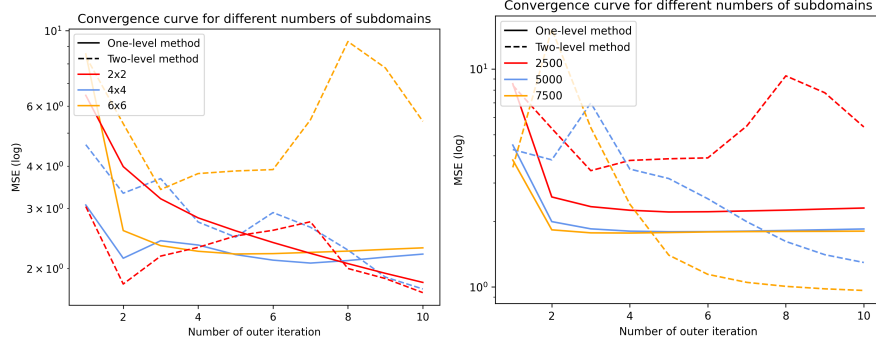 Convergence curve for different numbers of subdomains
10¹
6 × 10⁰
4 × 10⁰
3 × 10⁰
2 × 10⁰
MSE (log)
One-level method
Two-level method
2x2
4x4
6x6
2
4
6
8
10
Number of outer iteration
Convergence curve for different numbers of subdomains
10¹
10⁰
MSE (log)
One-level method
Two-level method
2500
5000
7500
2
4
6
8
10
Number of outer iteration